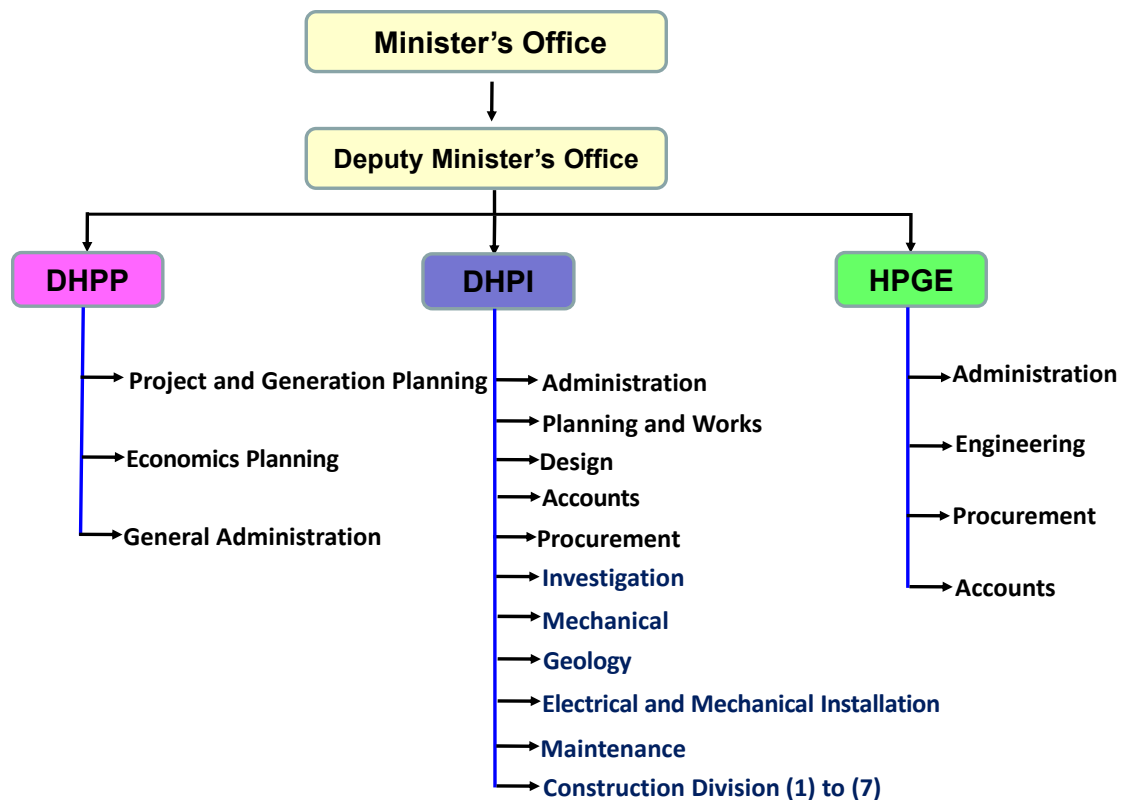 Minister’s Office
Deputy Minister’s Office
DHPP
DHPI
HPGE
Project and Generation Planning
Economics Planning
General Administration
Administration
Planning and Works
Design
Accounts
Procurement
Investigation
Mechanical
Geology
Electrical and Mechanical Installation
Maintenance
Construction Division (1) to (7)
Administration
Engineering
Procurement
Accounts